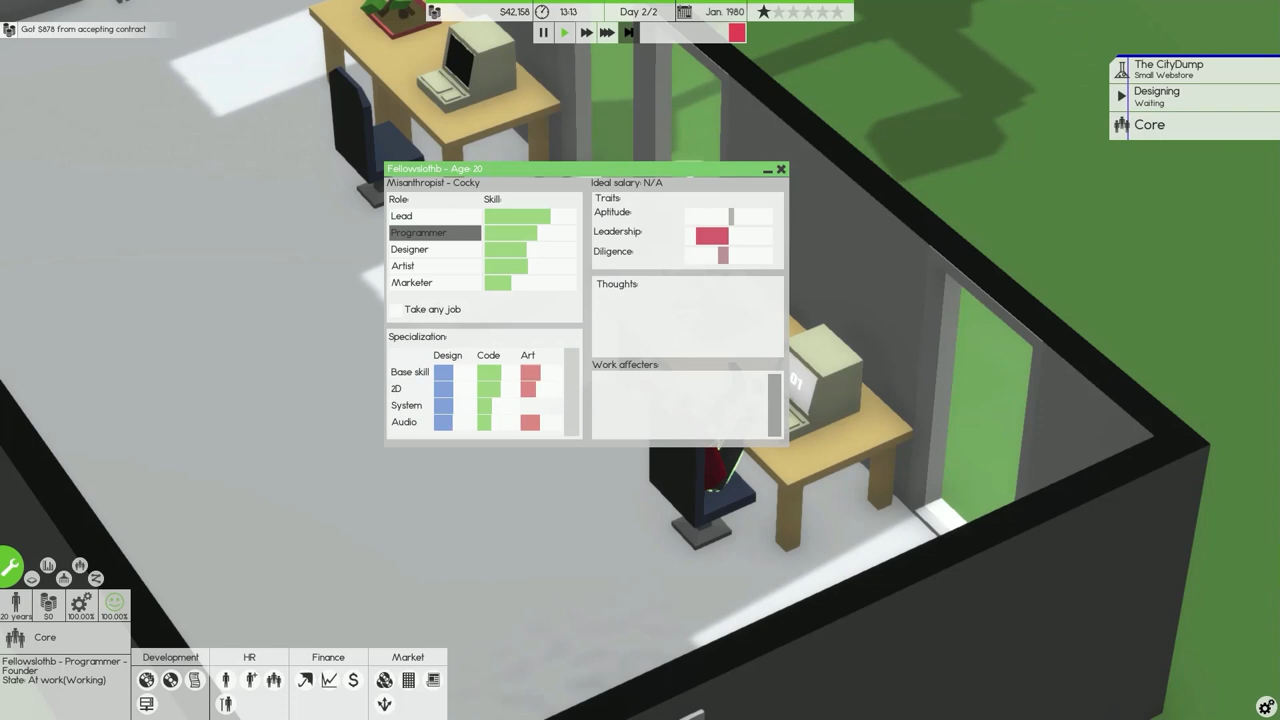 $42,158
13:13
Day 2/2
Jan. 1980
Got $878 from accepting contract
The CityDump
Small Webstore
Designing
Waiting
Core
Fellowslothb - Age: 20
Misanthropist - Cocky
Ideal salary: N/A
Role:
Skill:
Lead
Programmer
Designer
Artist
Marketer
Take any job
Traits:
Aptitude:
Leadership:
Diligence:
Thoughts:
Specialization:
Design
Code
Art
Base skill
2D
System
Audio
Work affecters:
01
20 years
$0
100.00%
100.00%
Core
Fellowslothb - Programmer -
Founder
State: At work(Working)
Development
HR
Finance
Market